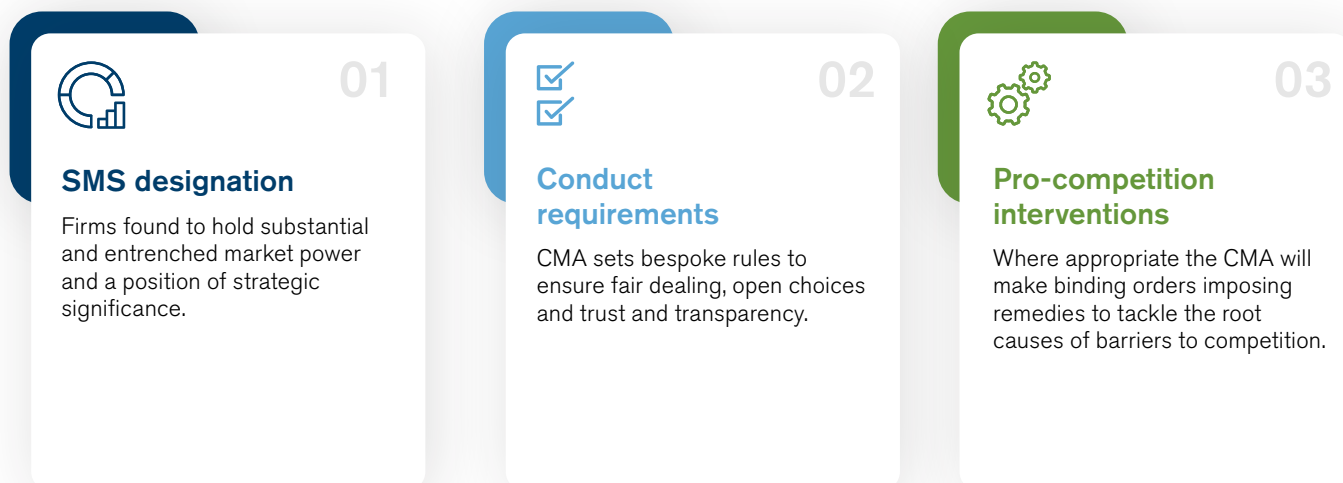 01
SMS designation
Firms found to hold substantial
and entrenched market power
and a position of strategic
significance.
02
Conduct
requirements
CMA sets bespoke rules to
ensure fair dealing, open choices
and trust and transparency.
03
Pro-competition
interventions
Where appropriate the CMA will
make binding orders imposing
remedies to tackle the root
causes of barriers to competition.